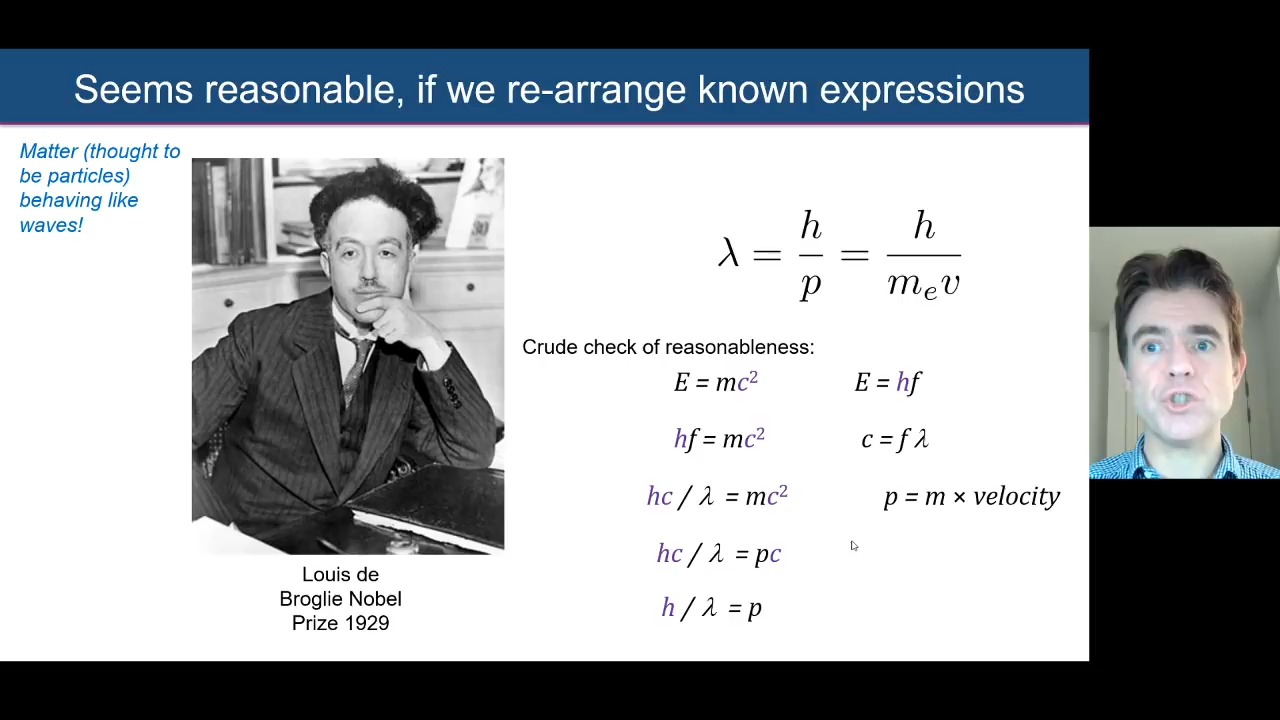 Seems reasonable, if we re-arrange known expressions
Matter (thought to
be particles)
behaving like
waves!
λ = h/p = h/mₑv
Crude check of reasonableness:
E = mc² E = hf
hf = mc² c = f λ
hc / λ = mc² p = m × velocity
hc / λ = pc
h / λ = p
Louis de
Broglie Nobel
Prize 1929